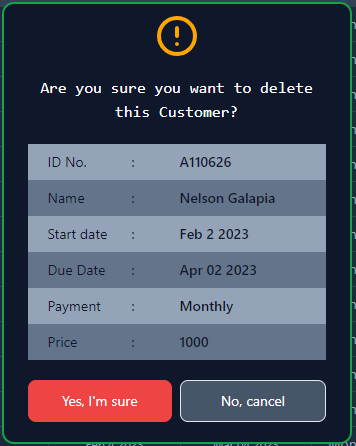 Are you sure you want to delete
this Customer?
ID No. : A110626
Name : Nelson Galapia
Start date : Feb 2 2023
Due Date : Apr 02 2023
Payment : Monthly
Price : 1000
Yes, I'm sure No, cancel